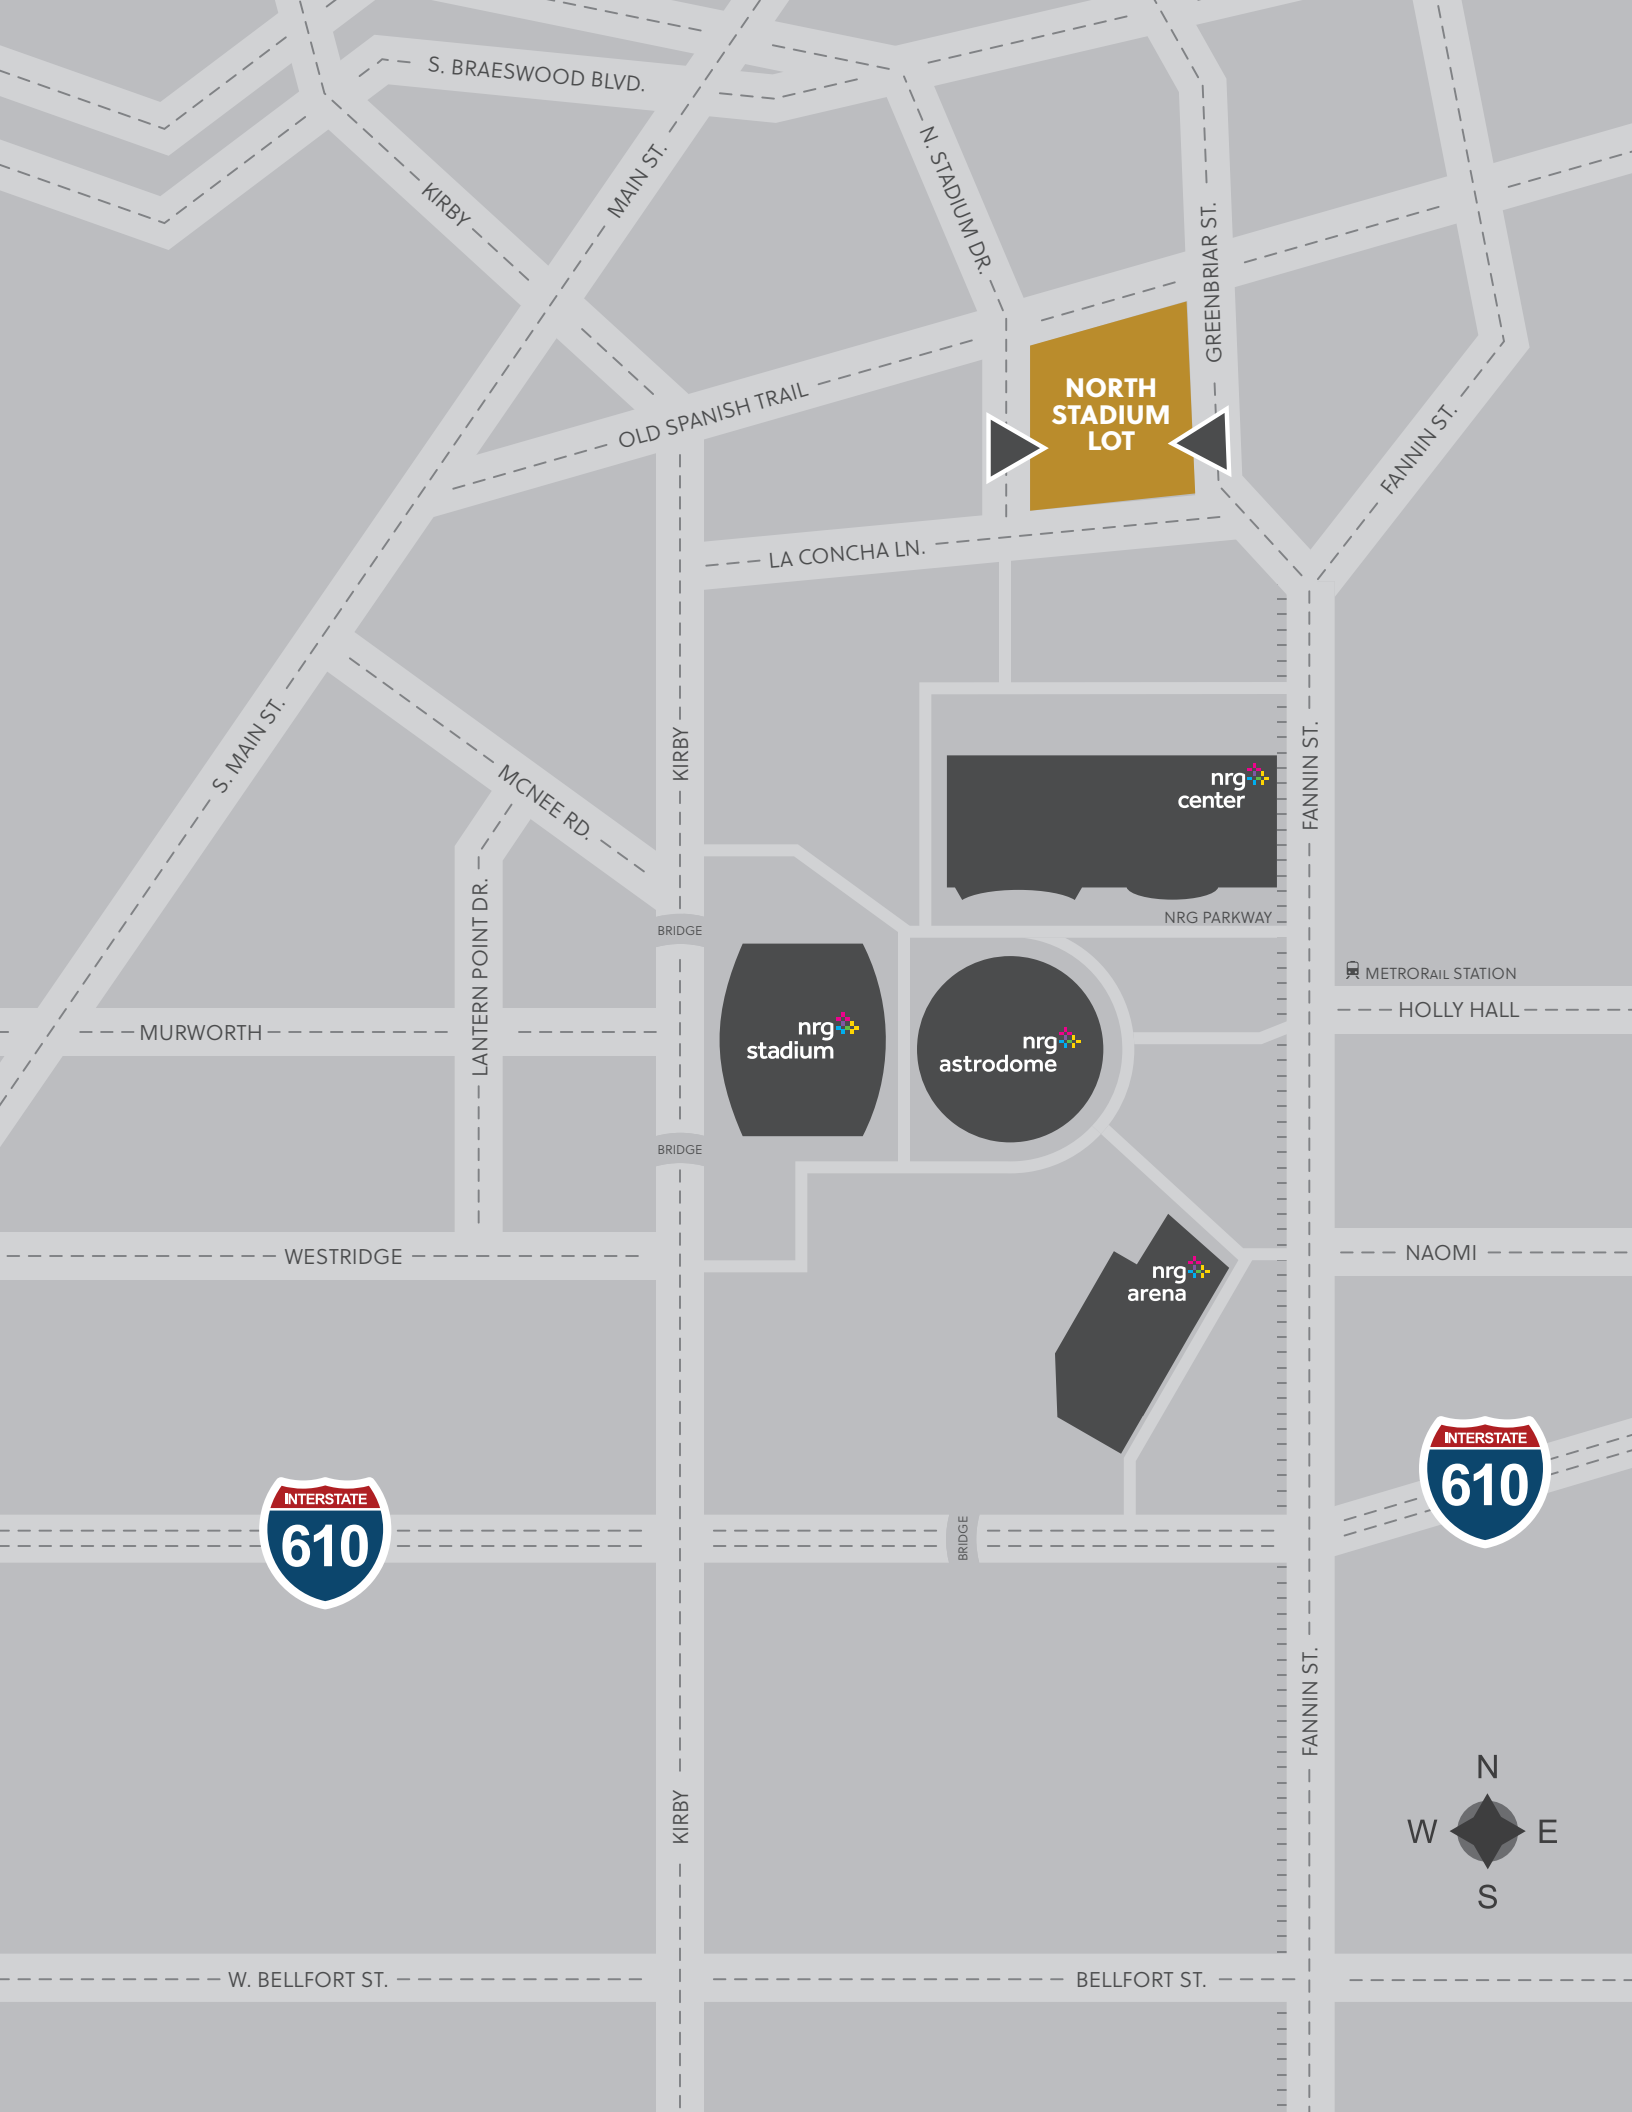 S. BRAESWOOD BLVD.
N. STADIUM DR.
MAIN ST.
KIRBY
GREENBRIAR ST.
OLD SPANISH TRAIL
NORTH
STADIUM
LOT
FANNIN ST.
LA CONCHA LN.
S. MAIN ST.
KIRBY
FANNIN ST.
MCNEE RD.
nrg
center
LANTERN POINT DR.
NRG PARKWAY
BRIDGE
METRORAIL STATION
HOLLY HALL
MURWORTH
nrg
stadium
nrg
astrodome
BRIDGE
WESTRIDGE
NAOMI
nrg
arena
INTERSTATE
610
INTERSTATE
610
BRIDGE
FANNIN ST.
KIRBY
N
W E
S
W. BELLFORT ST.
BELLFORT ST.